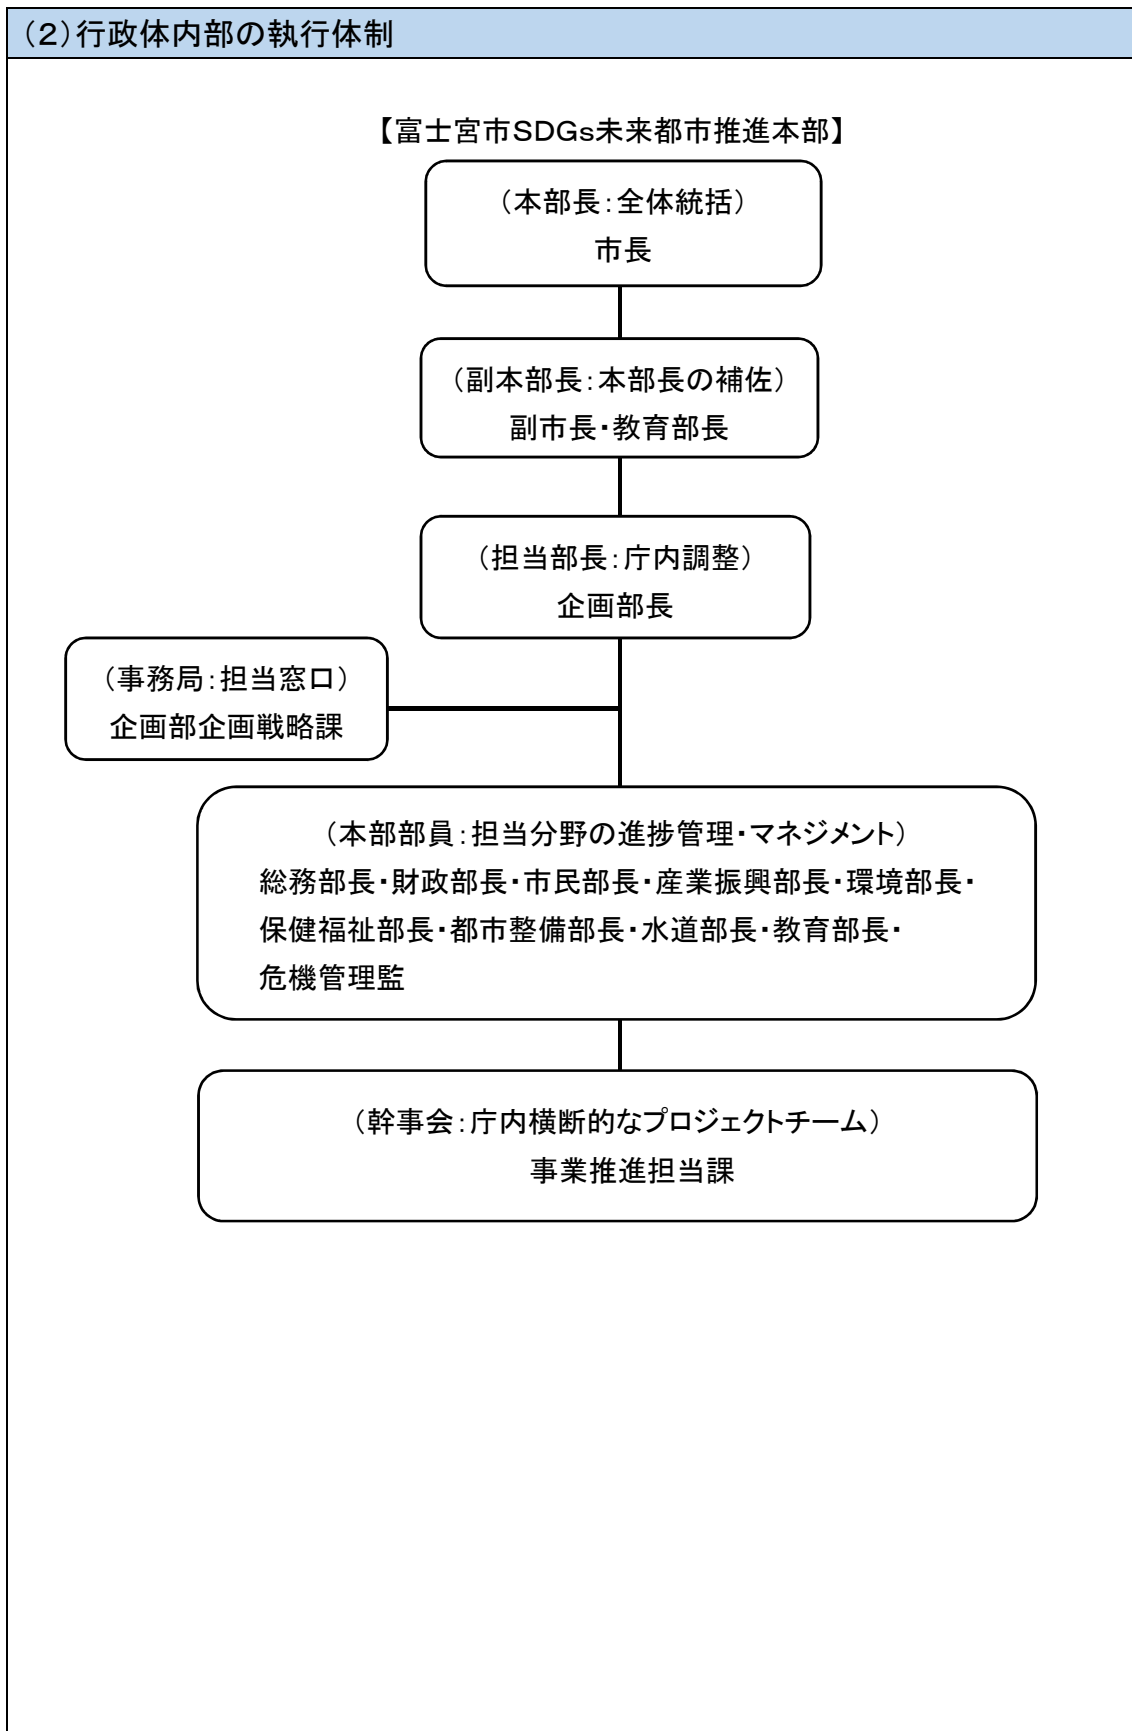 （２）行政体内部の執行体制
【富士宮市SDGs未来都市推進本部】
（本部長：全体統括）
市長
（副本部長：本部長の補佐）
副市長・教育部長
（担当部長：庁内調整）
企画部長
（事務局：担当窓口）
企画部企画戦略課
（本部部員：担当分野の進捗管理・マネジメント）
総務部長・財政部長・市民部長・産業振興部長・環境部長・
保健福祉部長・都市整備部長・水道部長・教育部長・
危機管理監
（幹事会：庁内横断的なプロジェクトチーム）
事業推進担当課